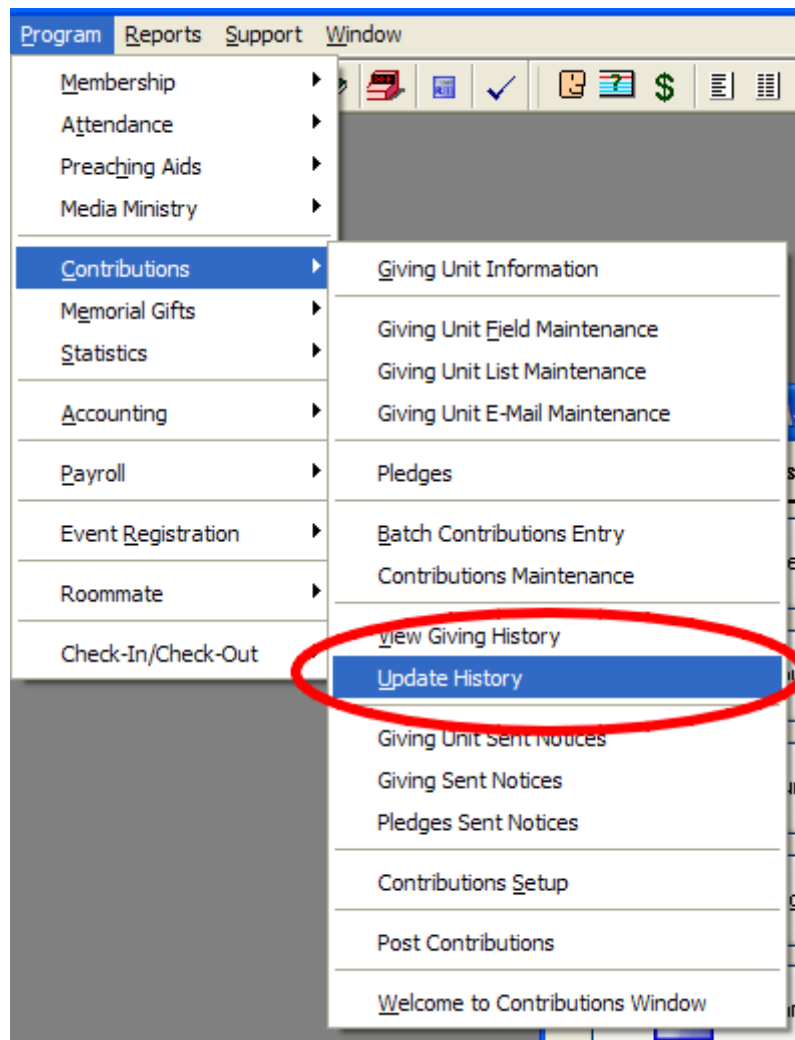 Program Reports Support Window
Membership
Attendance
Preaching Aids
Media Ministry
Contributions
Memorial Gifts
Statistics
Accounting
Payroll
Event Registration
Roommate
Check-In/Check-Out
Giving Unit Information
Giving Unit Field Maintenance
Giving Unit List Maintenance
Giving Unit E-Mail Maintenance
Pledges
Batch Contributions Entry
Contributions Maintenance
View Giving History
Update History
Giving Unit Sent Notices
Giving Sent Notices
Pledges Sent Notices
Contributions Setup
Post Contributions
Welcome to Contributions Window